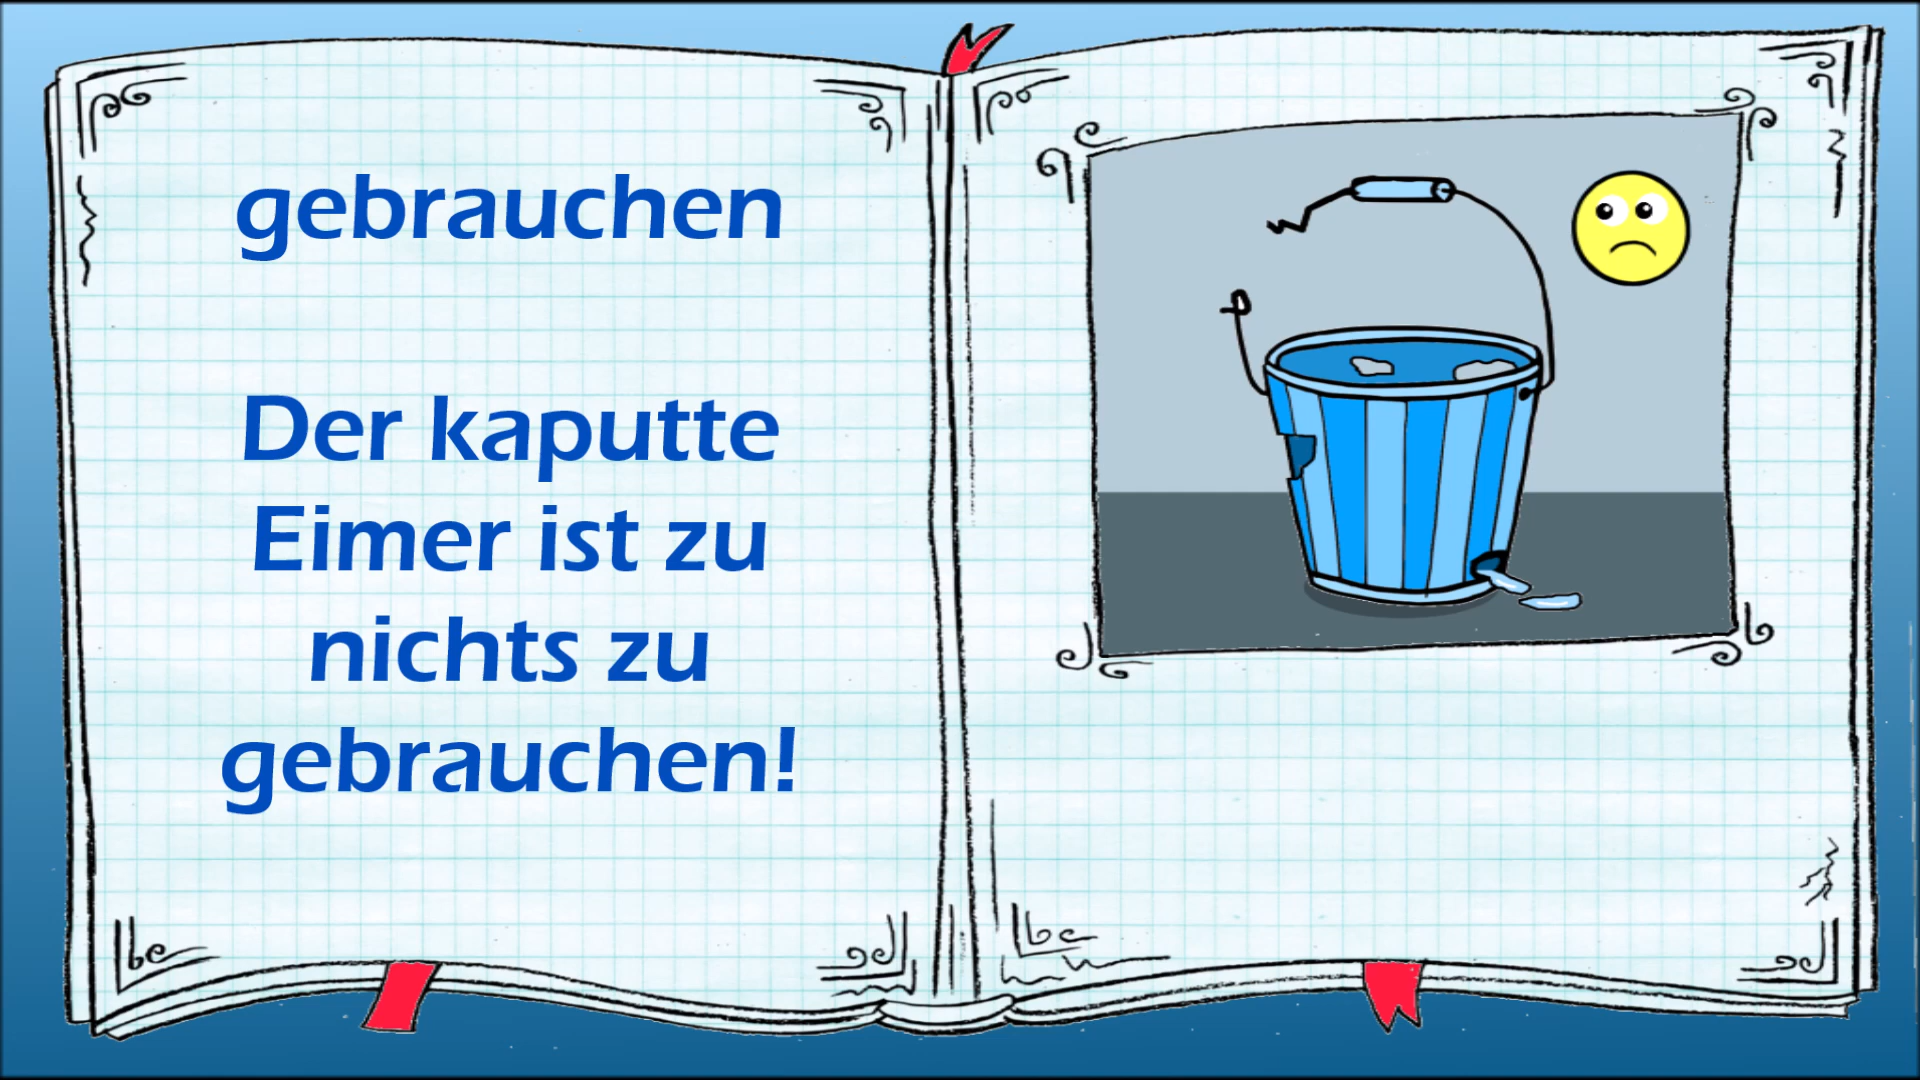 gebrauchen
Der kaputte
Eimer ist zu
nichts zu
gebrauchen!